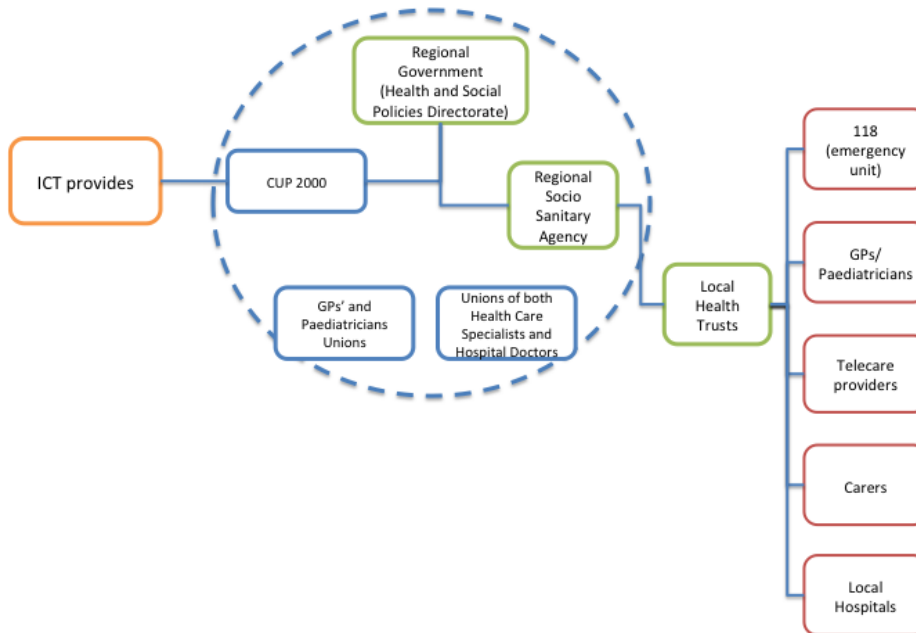 Regional
Government
(Health and Social
Policies Directorate)
ICT provides
CUP 2000
Regional
Socio
Sanitary
Agency
GPs' and
Paediatricians
Unions
Unions of both
Health Care
Specialists and
Hospital Doctors
Local
Health
Trusts
118
(emergency
unit)
GPs/
Paediatricians
Telecare
providers
Carers
Local
Hospitals